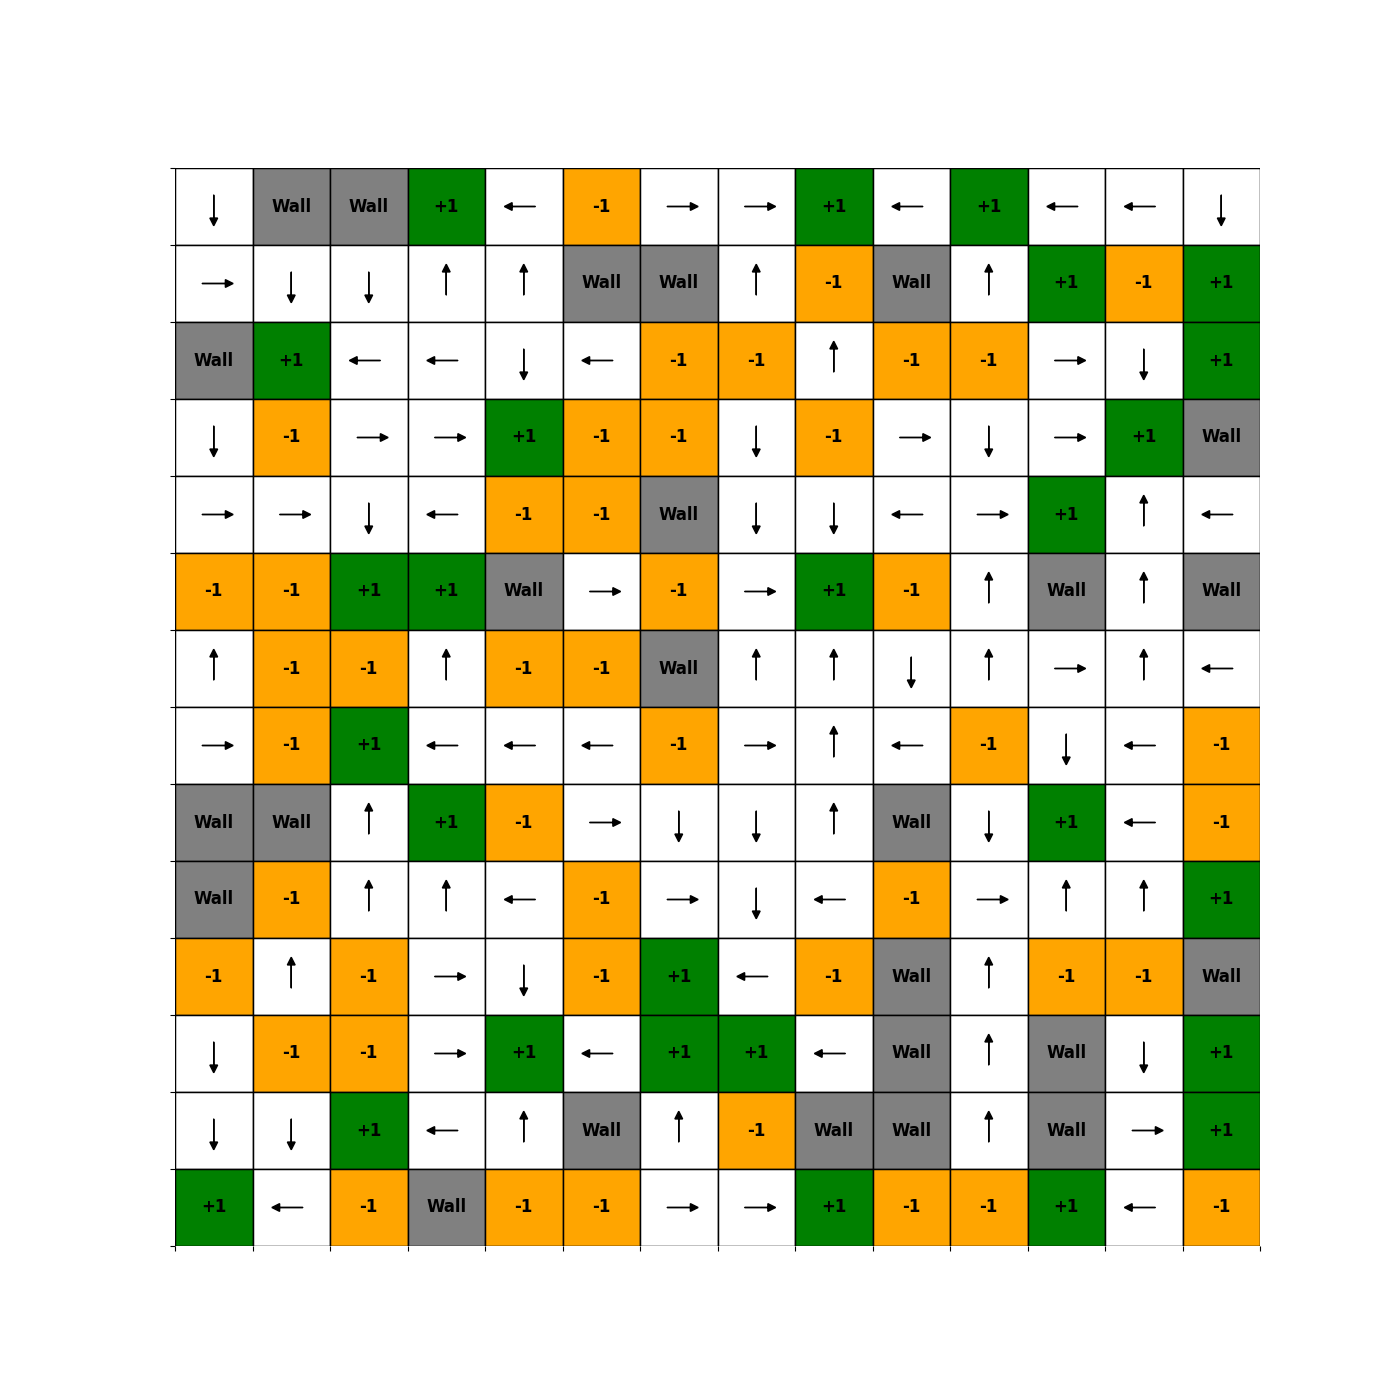 ↓ Wall Wall +1 ← -1 → → +1 ← +1 ← ← ↓
→ ↓ ↓ ↑ ↑ Wall Wall ↑ -1 Wall ↑ +1 -1 +1
Wall +1 ← ← ↓ ← -1 -1 ↑ -1 -1 → ↓ +1
↓ -1 → → +1 -1 -1 ↓ -1 → ↓ → +1 Wall
→ → ↓ ← -1 -1 Wall ↓ ↓ ← → +1 ↑ ←
-1 -1 +1 +1 Wall → -1 → +1 -1 ↑ Wall ↑ Wall
↑ -1 -1 ↑ -1 -1 Wall ↑ ↑ ↓ ↑ → ↑ ←
→ -1 +1 ← ← ← -1 → ↑ ← -1 ↓ ← -1
Wall Wall ↑ +1 -1 → ↓ ↓ ↑ Wall ↓ +1 ← -1
Wall -1 ↑ ↑ ← -1 → ↓ ← -1 → ↑ ↑ +1
-1 ↑ -1 → ↓ -1 +1 ← -1 Wall ↑ -1 -1 Wall
↓ -1 -1 → +1 ← +1 +1 ← Wall ↑ Wall ↓ +1
↓ ↓ +1 ← ↑ Wall ↑ -1 Wall Wall ↑ Wall → +1
+1 ← -1 Wall -1 -1 → → +1 -1 -1 +1 ← -1